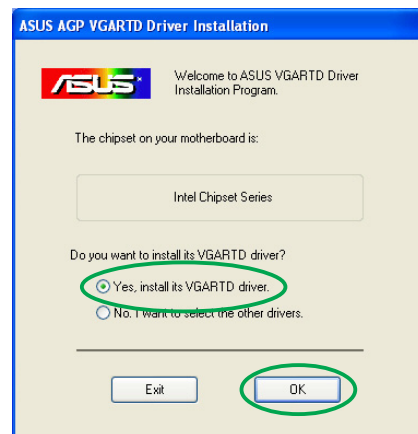 ASUS AGP VGARTD Driver Installation
ASUS
Welcome to ASUS VGARTD Driver
Installation Program.
The chipset on your motherboard is:
Intel Chipset Series
Do you want to install its VGARTD driver?
Yes, install its VGARTD driver.
No. I want to select the other drivers.
Exit
OK